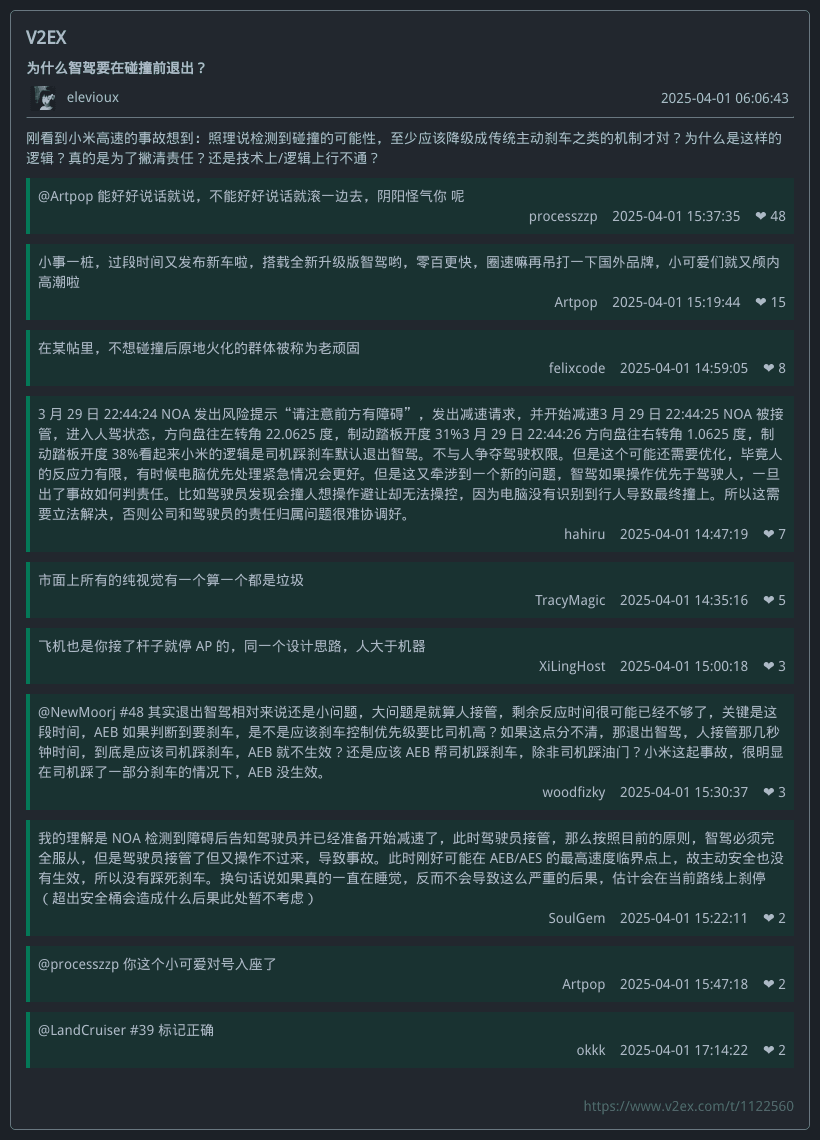 V2EX
为什么智驾要在碰撞前退出？
elevioux 2025-04-01 06:06:43
刚看到小米高速的事故想到：照理说检测到碰撞的可能性，至少应该降级成传统主动刹车之类的机制才对？为什么是这样的
逻辑？真的是为了撇清责任？还是技术上/逻辑上行不通？
@Artpop 能好好说话就说，不能好好说话就滚一边去，阴阳怪气你 呢
processzzp 2025-04-01 15:37:35 ❤ 48
小事一桩，过段时间又发布新车啦，搭载全新升级版智驾哟，零百更快，圈速嘛再吊打一下国外品牌，小可爱们就又颅内
高潮啦
Artpop 2025-04-01 15:19:44 ❤ 15
在某帖里，不想碰撞后原地火化的群体被称为老顽固
felixcode 2025-04-01 14:59:05 ❤ 8
3 月 29 日 22:44:24 NOA 发出风险提示“请注意前方有障碍”，发出减速请求，并开始减速3 月 29 日 22:44:25 NOA 被接
管，进入人驾状态，方向盘往左转角 22.0625 度，制动踏板开度 31%3 月 29 日 22:44:26 方向盘往右转角 1.0625 度，制
动踏板开度 38%看起来小米的逻辑是司机踩刹车默认退出智驾。不与人争夺驾驶权限。但是这个可能还需要优化，毕竟人
的反应力有限，有时候电脑优先处理紧急情况会更好。但是这又牵涉到一个新的问题，智驾如果操作优先于驾驶人，一旦
出了事故如何判责任。比如驾驶员发现会撞人想操作避让却无法操控，因为电脑没有识别到行人导致最终撞上。所以这需
要立法解决，否则公司和驾驶员的责任归属问题很难协调好。
hahiru 2025-04-01 14:47:19 ❤ 7
市面上所有的纯视觉有一个算一个都是垃圾
TracyMagic 2025-04-01 14:35:16 ❤ 5
飞机也是你接了杆子就停 AP 的，同一个设计思路，人大于机器
XiLingHost 2025-04-01 15:00:18 ❤ 3
@NewMoorj #48 其实退出智驾相对来说还是小问题，大问题是就算人接管，剩余反应时间很可能已经不够了，关键是这
段时间，AEB 如果判断到要刹车，是不是应该刹车控制优先级要比司机高？如果这点分不清，那退出智驾，人接管那几秒
钟时间，到底是应该司机踩刹车，AEB 就不生效？还是应该 AEB 帮司机踩刹车，除非司机踩油门？小米这起事故，很明显
在司机踩了一部分刹车的情况下，AEB 没生效。
woodfizky 2025-04-01 15:30:37 ❤ 3
我的理解是 NOA 检测到障碍后告知驾驶员并已经准备开始减速了，此时驾驶员接管，那么按照目前的原则，智驾必须完
全服从，但是驾驶员接管了但又操作不过来，导致事故。此时刚好可能在 AEB/AES 的最高速度临界点上，故主动安全也没
有生效，所以没有踩死刹车。换句话说如果真的一直在睡觉，反而不会导致这么严重的后果，估计会在当前路线上刹停
（超出安全桶会造成什么后果此处暂不考虑）
SoulGem 2025-04-01 15:22:11 ❤ 2
@processzzp 你这个小可爱对号入座了
Artpop 2025-04-01 15:47:18 ❤ 2
@LandCruiser #39 标记正确
okkk 2025-04-01 17:14:22 ❤ 2
https://www.v2ex.com/t/1122560